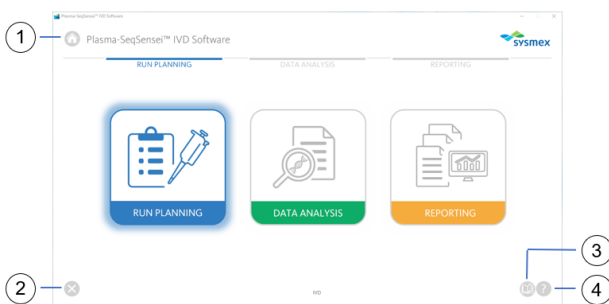 Plasma-SeqSensei™ IVD Software
1
Plasma-SeqSensei™ IVD Software
sysmex
RUN PLANNING
DATA ANALYSIS
REPORTING
RUN PLANNING
DATA ANALYSIS
REPORTING
3
2
IVD
?
4